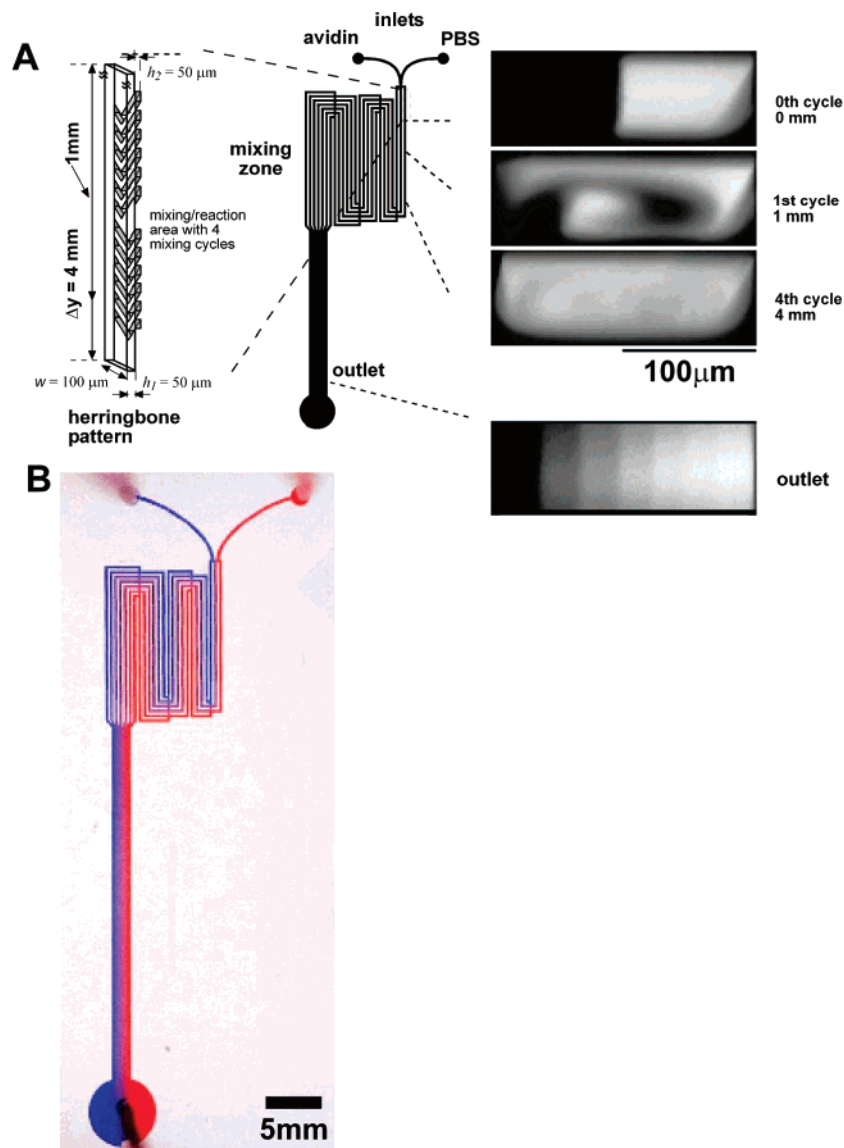 A
inlets
avidin
PBS
h₂ = 50 μm
1mm
Δy = 4 mm
mixing/reaction
area with 4
mixing cycles
w = 100 μm
h₁ = 50 μm
herringbone
pattern
mixing
zone
outlet
0th cycle
0 mm
1st cycle
1 mm
4th cycle
4 mm
100μm
outlet
B
5mm